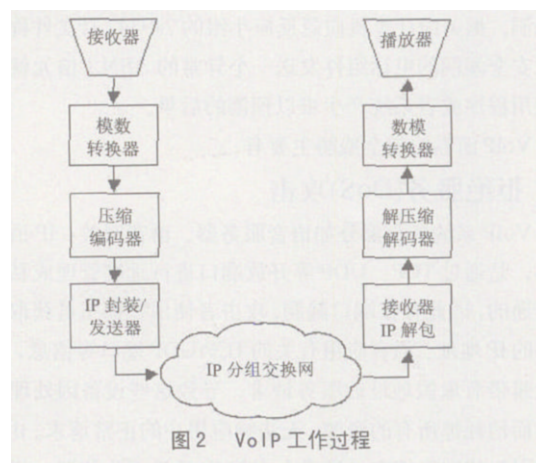 接收器
模数
转换器
压缩
编码器
IP 封装/
发送器
IP 分组交换网
播放器
数模
转换器
解压缩
解码器
接收器
IP 解包
图2 VoIP 工作过程